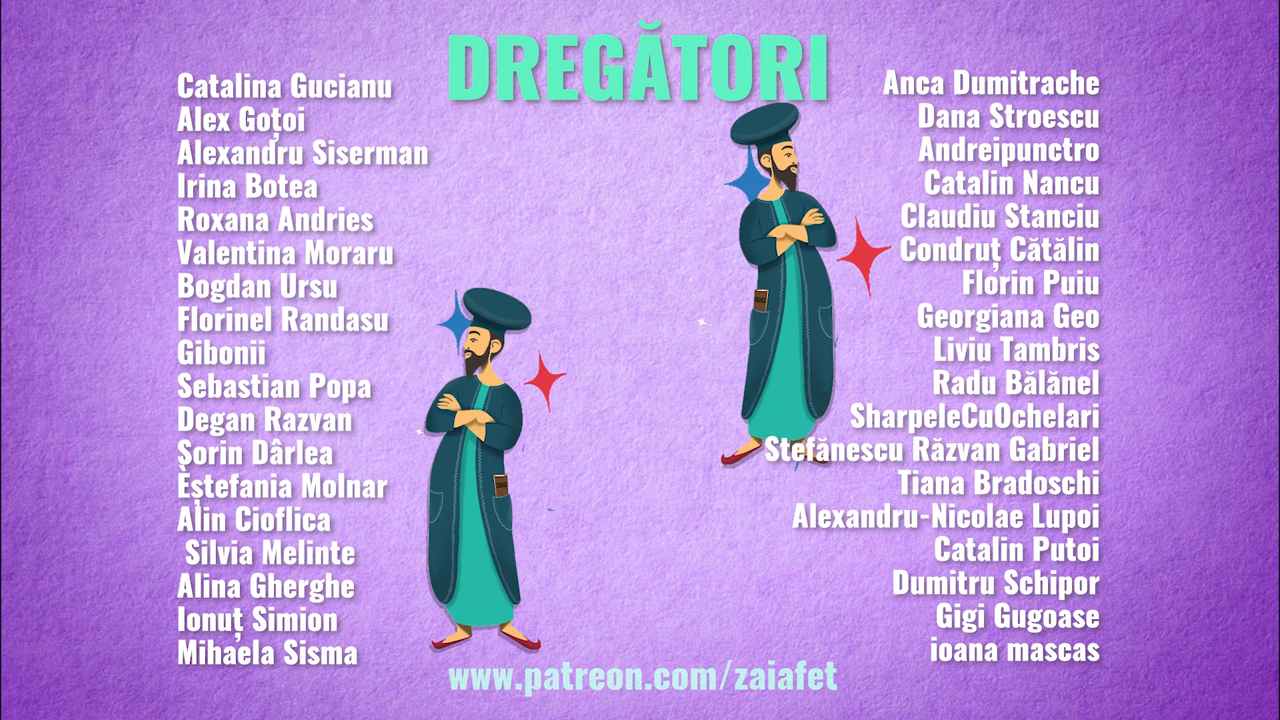 DREGĂTORI
Catalina Gucianu
Alex Goțoi
Alexandru Siserman
Irina Botea
Roxana Andries
Valentina Moraru
Bogdan Ursu
Florinel Randasu
Gibonii
Sebastian Popa
Degan Razvan
Sorin Dârlea
Èștefania Molnar
Alin Cioflica
Silvia Melinte
Alina Gherghe
Ionuț Simion
Mihaela Sisma
Anca Dumitrache
Dana Stroescu
Andreipunctro
Catalin Nancu
Claudiu Stanciu
Condruț Cătălin
Florin Puiu
Georgiana Geo
Liviu Tambris
Radu Bălănel
SharpeleCuOchelari
Stefănescu Răzvan Gabriel
Tiana Bradoschi
Alexandru-Nicolae Lupoi
Catalin Putoi
Dumitru Schipor
Gigi Gugoase
ioana mascas
www.patreon.com/zaiafet